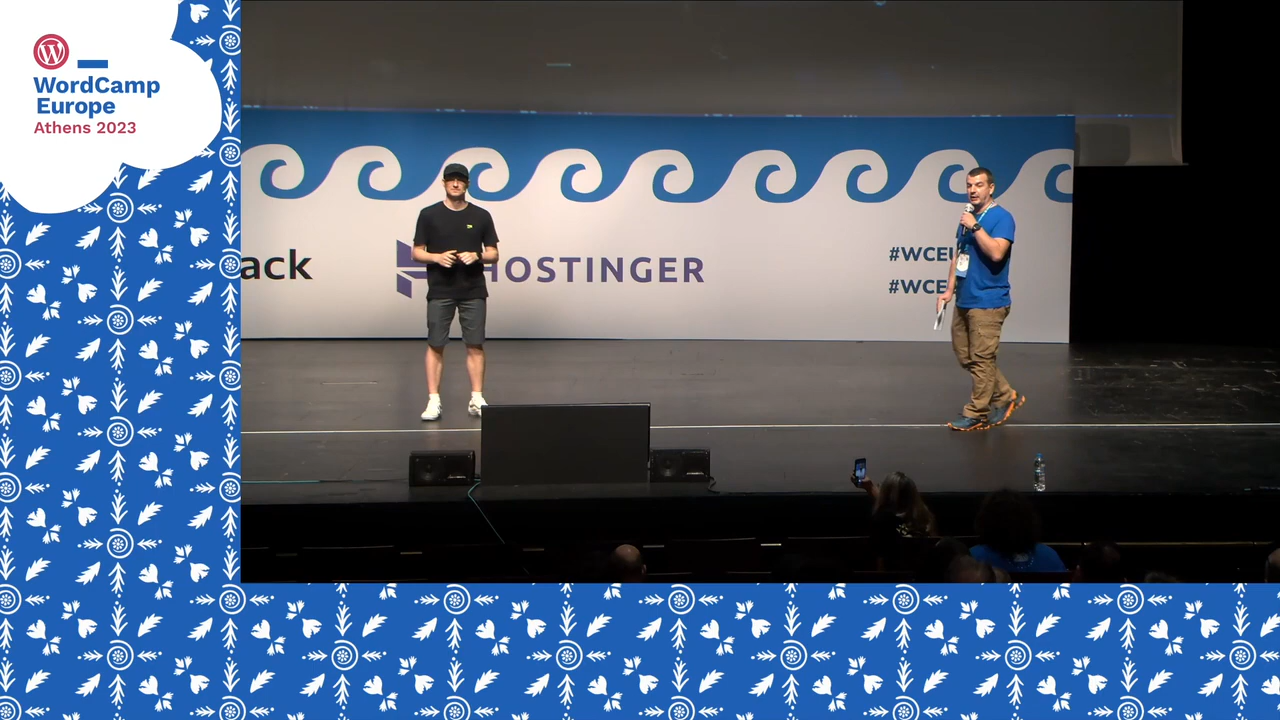 WordCamp
Europe
Athens 2023
ack
HOSTINGER
#WCEU
#WCE